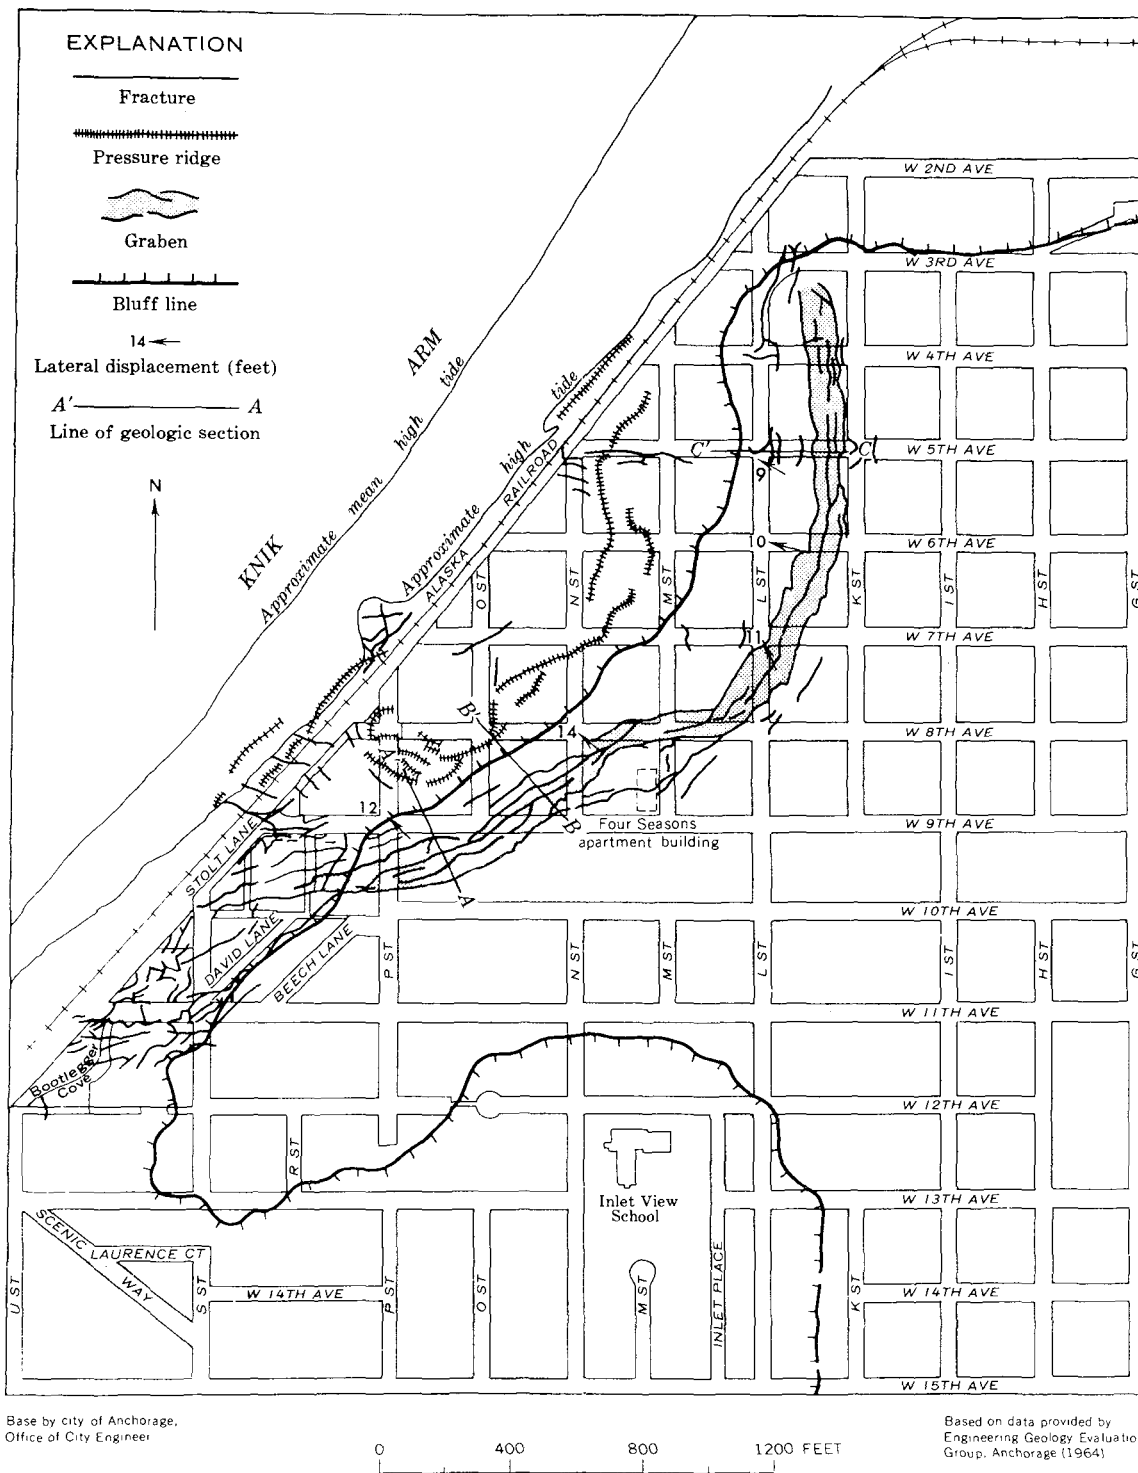 EXPLANATION
Fracture
Pressure ridge
Graben
Bluff line
14
Lateral displacement (feet)
A' A
Line of geologic section
N
KNIK ARM
Approximate mean high tide
Approximate high tide
ALASKA RAILROAD
W 2ND AVE
W 3RD AVE
W 4TH AVE
C' C
W 5TH AVE
9
10
W 6TH AVE
O ST
N ST
M ST
L ST
K ST
I ST
H ST
G ST
11
W 7TH AVE
B'
14
W 8TH AVE
A'
12
B
Four Seasons
apartment building
W 9TH AVE
STOLT LANE
A
W 10TH AVE
DAVID LANE
BEECH LANE
P ST
N ST
M ST
L ST
I ST
H ST
G ST
W 11TH AVE
Bootlegger
Cove
W 12TH AVE
R ST
Inlet View
School
W 13TH AVE
SCENIC WAY
LAURENCE CT
U ST
S ST
W 14TH AVE
P ST
O ST
M ST
INLET PLACE
K ST
W 14TH AVE
W 15TH AVE
Base by city of Anchorage,
Office of City Engineer
0 400 800 1200 FEET
Based on data provided by
Engineering Geology Evaluatio
Group, Anchorage (1964)